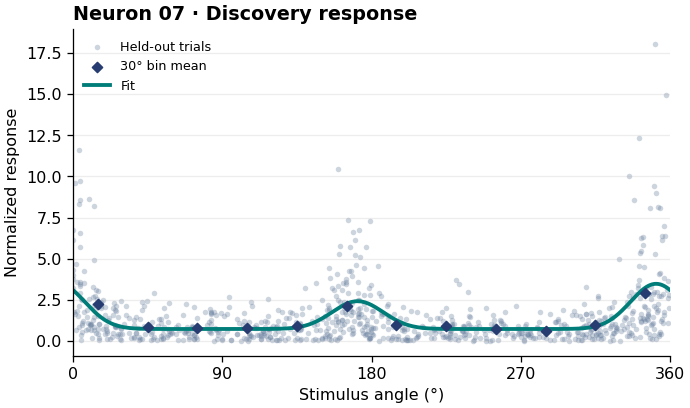 Neuron 07 · Discovery response
Held-out trials
30° bin mean
Fit
Normalized response
17.5
15.0
12.5
10.0
7.5
5.0
2.5
0.0
0 90 180 270 360
Stimulus angle (°)